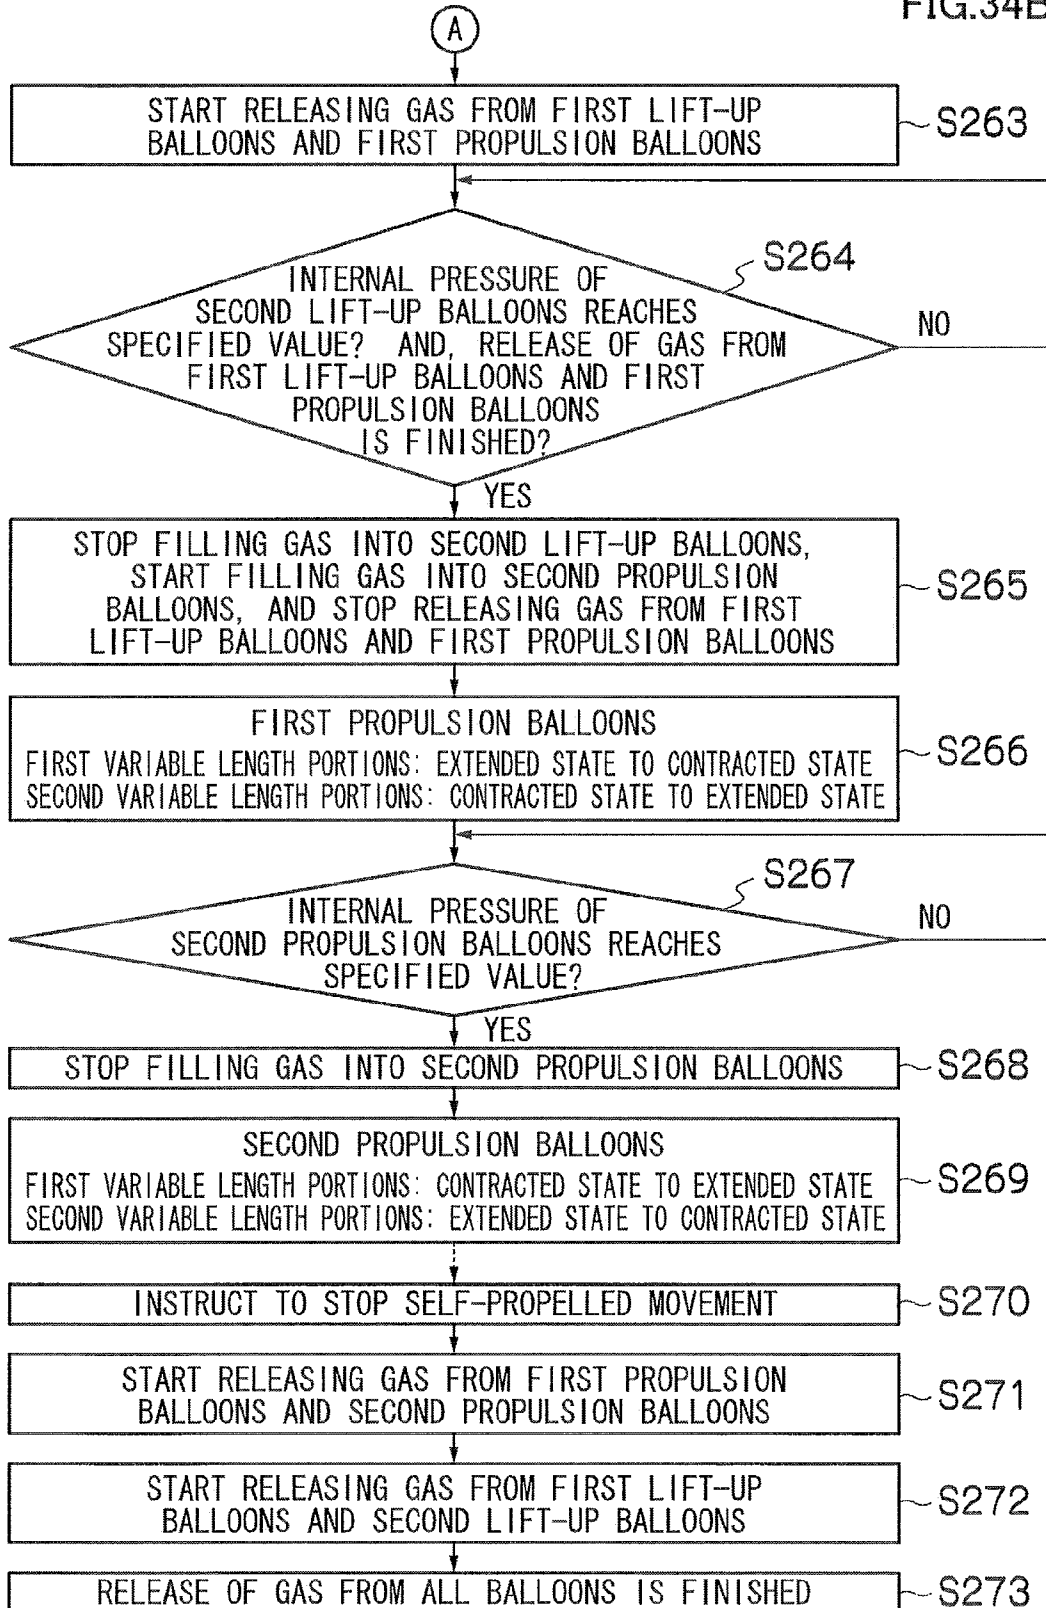 FIG.34B
A
START RELEASING GAS FROM FIRST LIFT-UP
BALLOONS AND FIRST PROPULSION BALLOONS
S263
S264
INTERNAL PRESSURE OF
SECOND LIFT-UP BALLOONS REACHES
SPECIFIED VALUE? AND, RELEASE OF GAS FROM
FIRST LIFT-UP BALLOONS AND FIRST
PROPULSION BALLOONS
IS FINISHED?
NO
YES
STOP FILLING GAS INTO SECOND LIFT-UP BALLOONS,
START FILLING GAS INTO SECOND PROPULSION
BALLOONS, AND STOP RELEASING GAS FROM FIRST
LIFT-UP BALLOONS AND FIRST PROPULSION BALLOONS
S265
FIRST PROPULSION BALLOONS
FIRST VARIABLE LENGTH PORTIONS: EXTENDED STATE TO CONTRACTED STATE
SECOND VARIABLE LENGTH PORTIONS: CONTRACTED STATE TO EXTENDED STATE
S266
S267
INTERNAL PRESSURE OF
SECOND PROPULSION BALLOONS REACHES
SPECIFIED VALUE?
NO
YES
STOP FILLING GAS INTO SECOND PROPULSION BALLOONS
S268
SECOND PROPULSION BALLOONS
FIRST VARIABLE LENGTH PORTIONS: CONTRACTED STATE TO EXTENDED STATE
SECOND VARIABLE LENGTH PORTIONS: EXTENDED STATE TO CONTRACTED STATE
S269
INSTRUCT TO STOP SELF-PROPELLED MOVEMENT
S270
START RELEASING GAS FROM FIRST PROPULSION
BALLOONS AND SECOND PROPULSION BALLOONS
S271
START RELEASING GAS FROM FIRST LIFT-UP
BALLOONS AND SECOND LIFT-UP BALLOONS
S272
RELEASE OF GAS FROM ALL BALLOONS IS FINISHED
S273